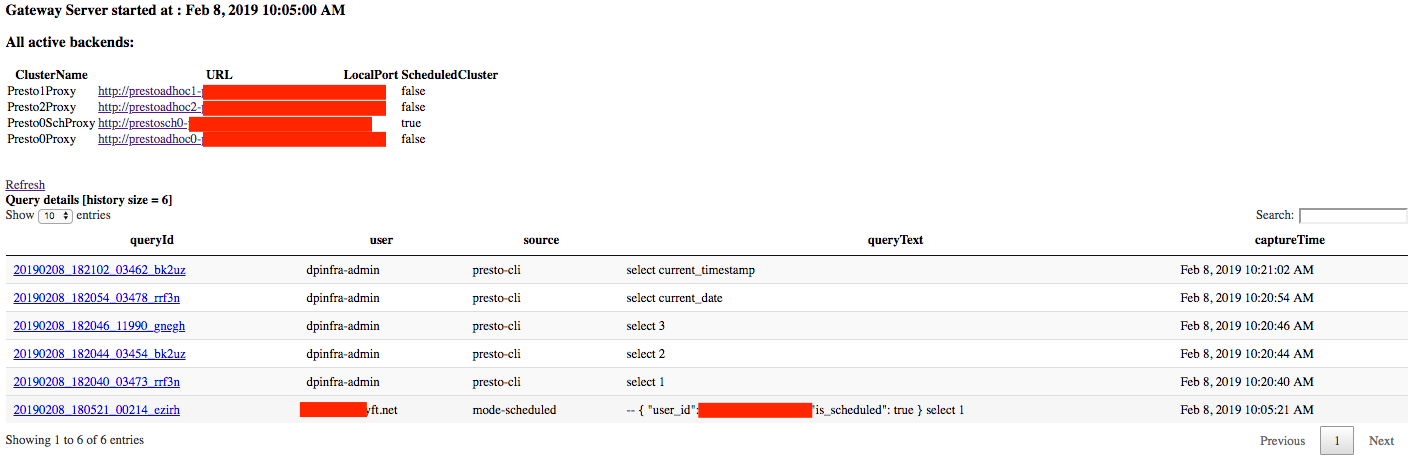 Gateway Server started at : Feb 8, 2019 10:05:00 AM
All active backends:
ClusterName URL LocalPort ScheduledCluster
Presto1Proxy http://prestoadhoc1- false
Presto2Proxy http://prestoadhoc2- false
Presto0SchProxy http://prestosch0- true
Presto0Proxy http://prestoadhoc0- false
Refresh
Query details [history size = 6]
Show 10 entries Search:
queryId user source queryText captureTime
20190208_182102_03462_bk2uz dpinfra-admin presto-cli select current_timestamp Feb 8, 2019 10:21:02 AM
20190208_182054_03478_rrf3n dpinfra-admin presto-cli select current_date Feb 8, 2019 10:20:54 AM
20190208_182046_11990_gnegh dpinfra-admin presto-cli select 3 Feb 8, 2019 10:20:46 AM
20190208_182044_03454_bk2uz dpinfra-admin presto-cli select 2 Feb 8, 2019 10:20:44 AM
20190208_182040_03473_rrf3n dpinfra-admin presto-cli select 1 Feb 8, 2019 10:20:40 AM
20190208_180521_00214_ezirh yft.net mode-scheduled -- { "user_id": "is_scheduled": true } select 1 Feb 8, 2019 10:05:21 AM
Showing 1 to 6 of 6 entries Previous 1 Next